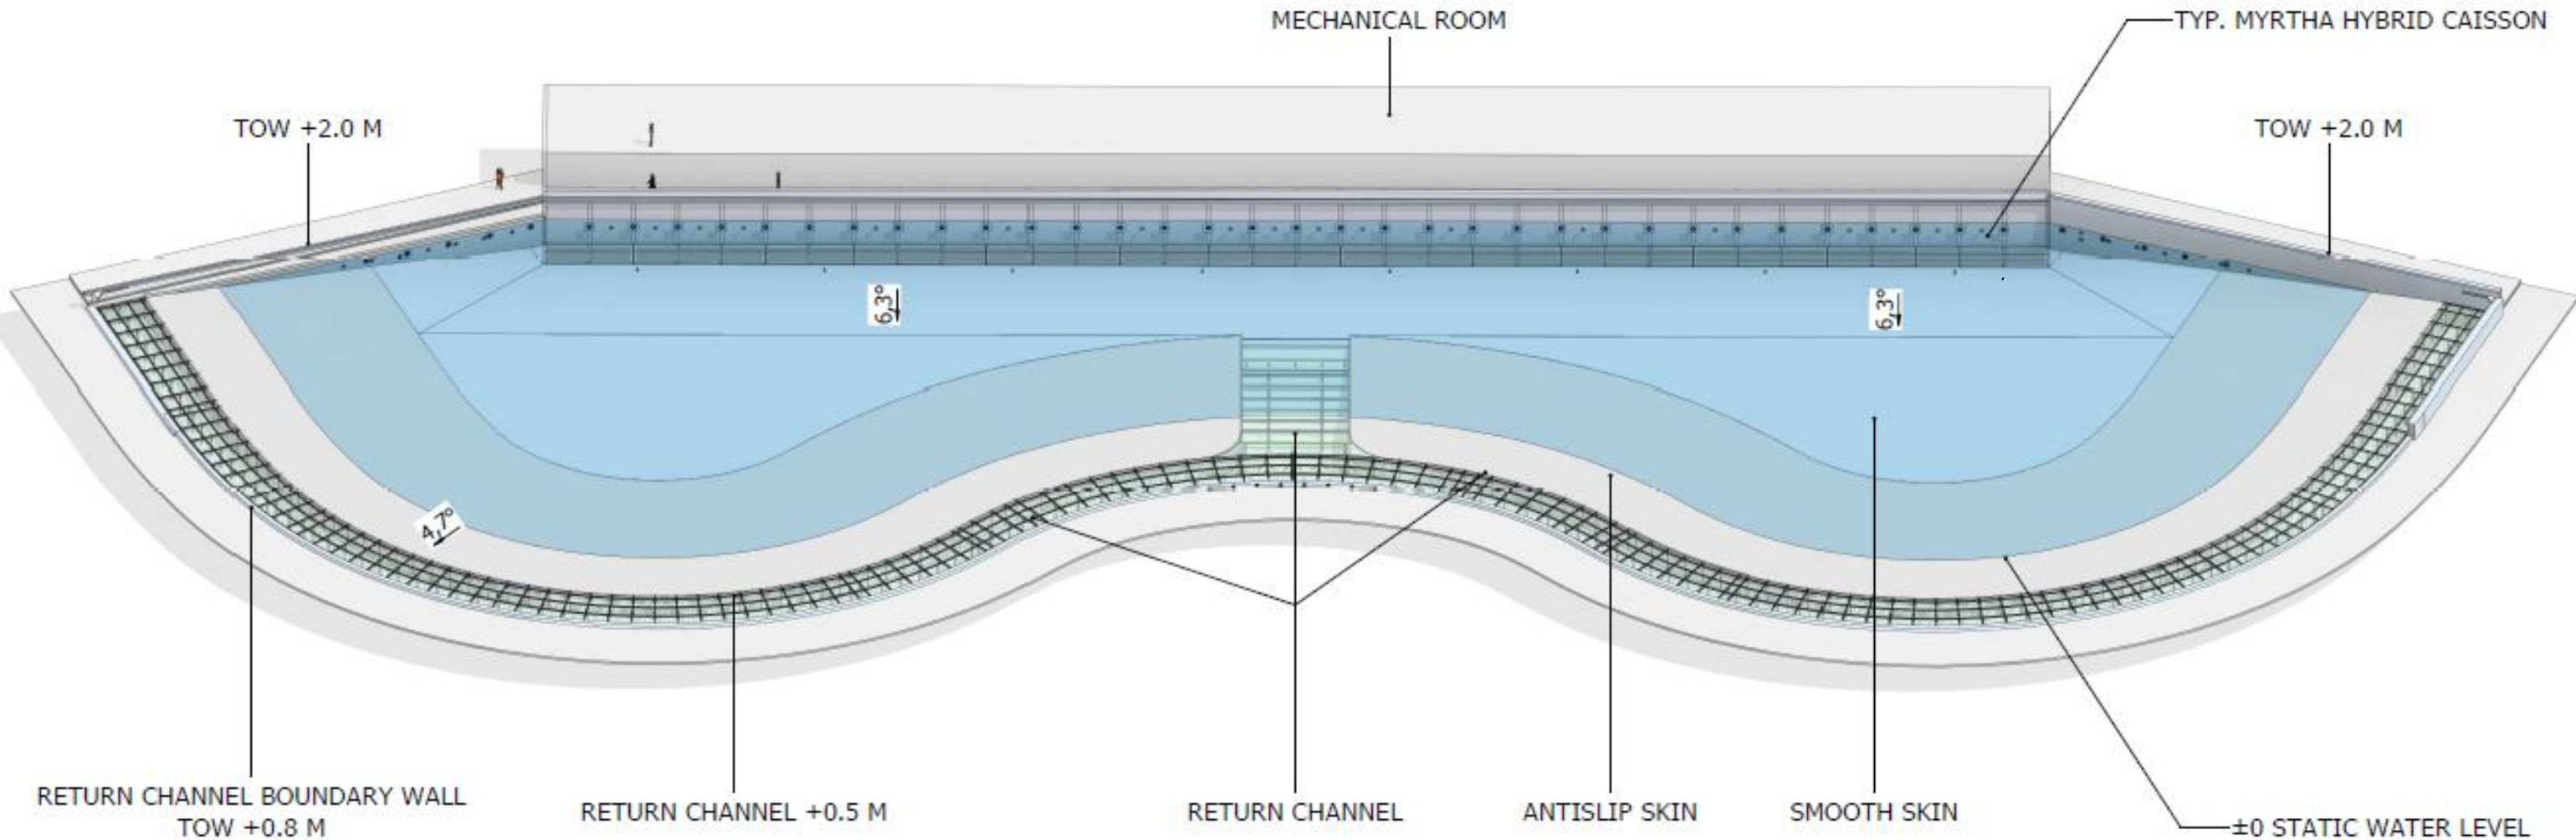 MECHANICAL ROOM
TYP. MYRTHA HYBRID CAISSON
TOW +2.0 M
TOW +2.0 M
6,3°
6,3°
4,7°
RETURN CHANNEL BOUNDARY WALL
TOW +0.8 M
RETURN CHANNEL +0.5 M
RETURN CHANNEL
ANTISLIP SKIN
SMOOTH SKIN
±0 STATIC WATER LEVEL